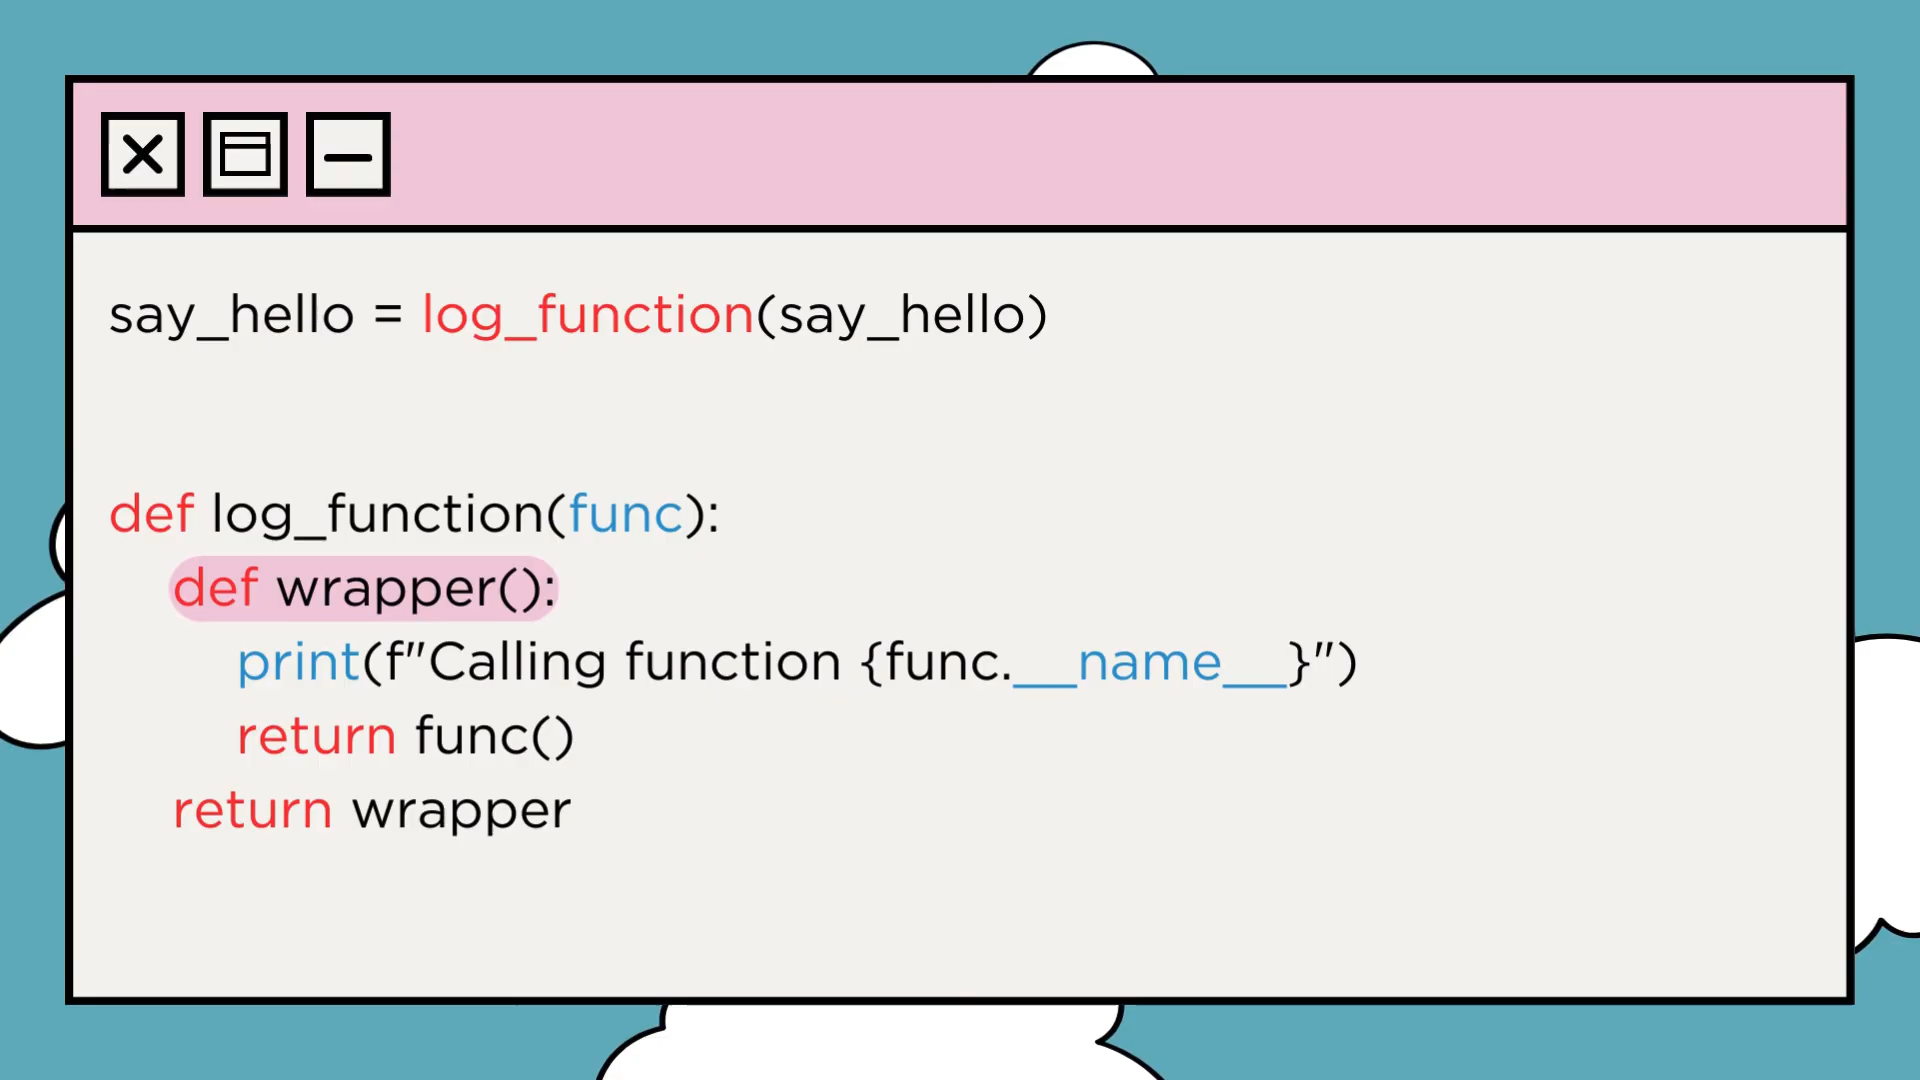 say_hello = log_function(say_hello)
def log_function(func):
def wrapper():
print(f"Calling function {func.__name__}")
return func()
return wrapper